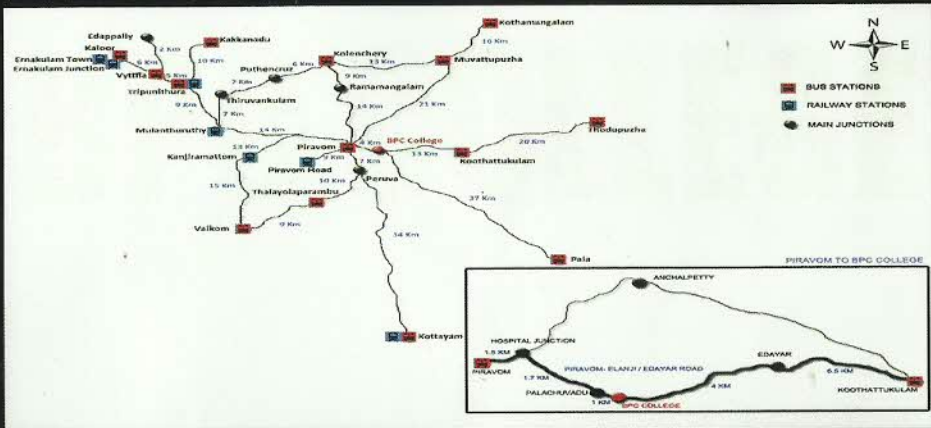 Kothamangalam
16 Km
Edappally
Kaloor
Ernakulam Town
Ernakulam Junction
2 Km
6 Km
Kakkanadu
10 Km
Vyttila
5 Km
Tripunithura
9 Km
Kolenchery
6 Km
Puthencruz
7 Km
13 Km
Muvattupuzha
9 Km
Ramamangalam
Thiruvankulam
7 Km
14 Km
21 Km
Mulanthuruthy
14 Km
N
W
E
S
BUS STATIONS
RAILWAY STATIONS
MAIN JUNCTIONS
Thodupuzha
20 Km
13 Km
Kanjiramattom
Piravom
4 Km
BPC College
13 Km
Koothattukulam
9 Km
Piravom Road
7 Km
Peruva
10 Km
15 Km
Thalayolaparambu
37 Km
Vaikom
9 Km
34 Km
Pala
Kottayam
PIRAVOM TO BPC COLLEGE
ANCHALPETTY
HOSPITAL JUNCTION
1.5 KM
PIRAVOM
PIRAVOM- ELANJI / EDAYAR ROAD
EDAYAR
1.7 KM
6.5 KM
4 KM
PALACHUVADU
KOOTHATTUKULAM
1 KM
BPC COLLEGE